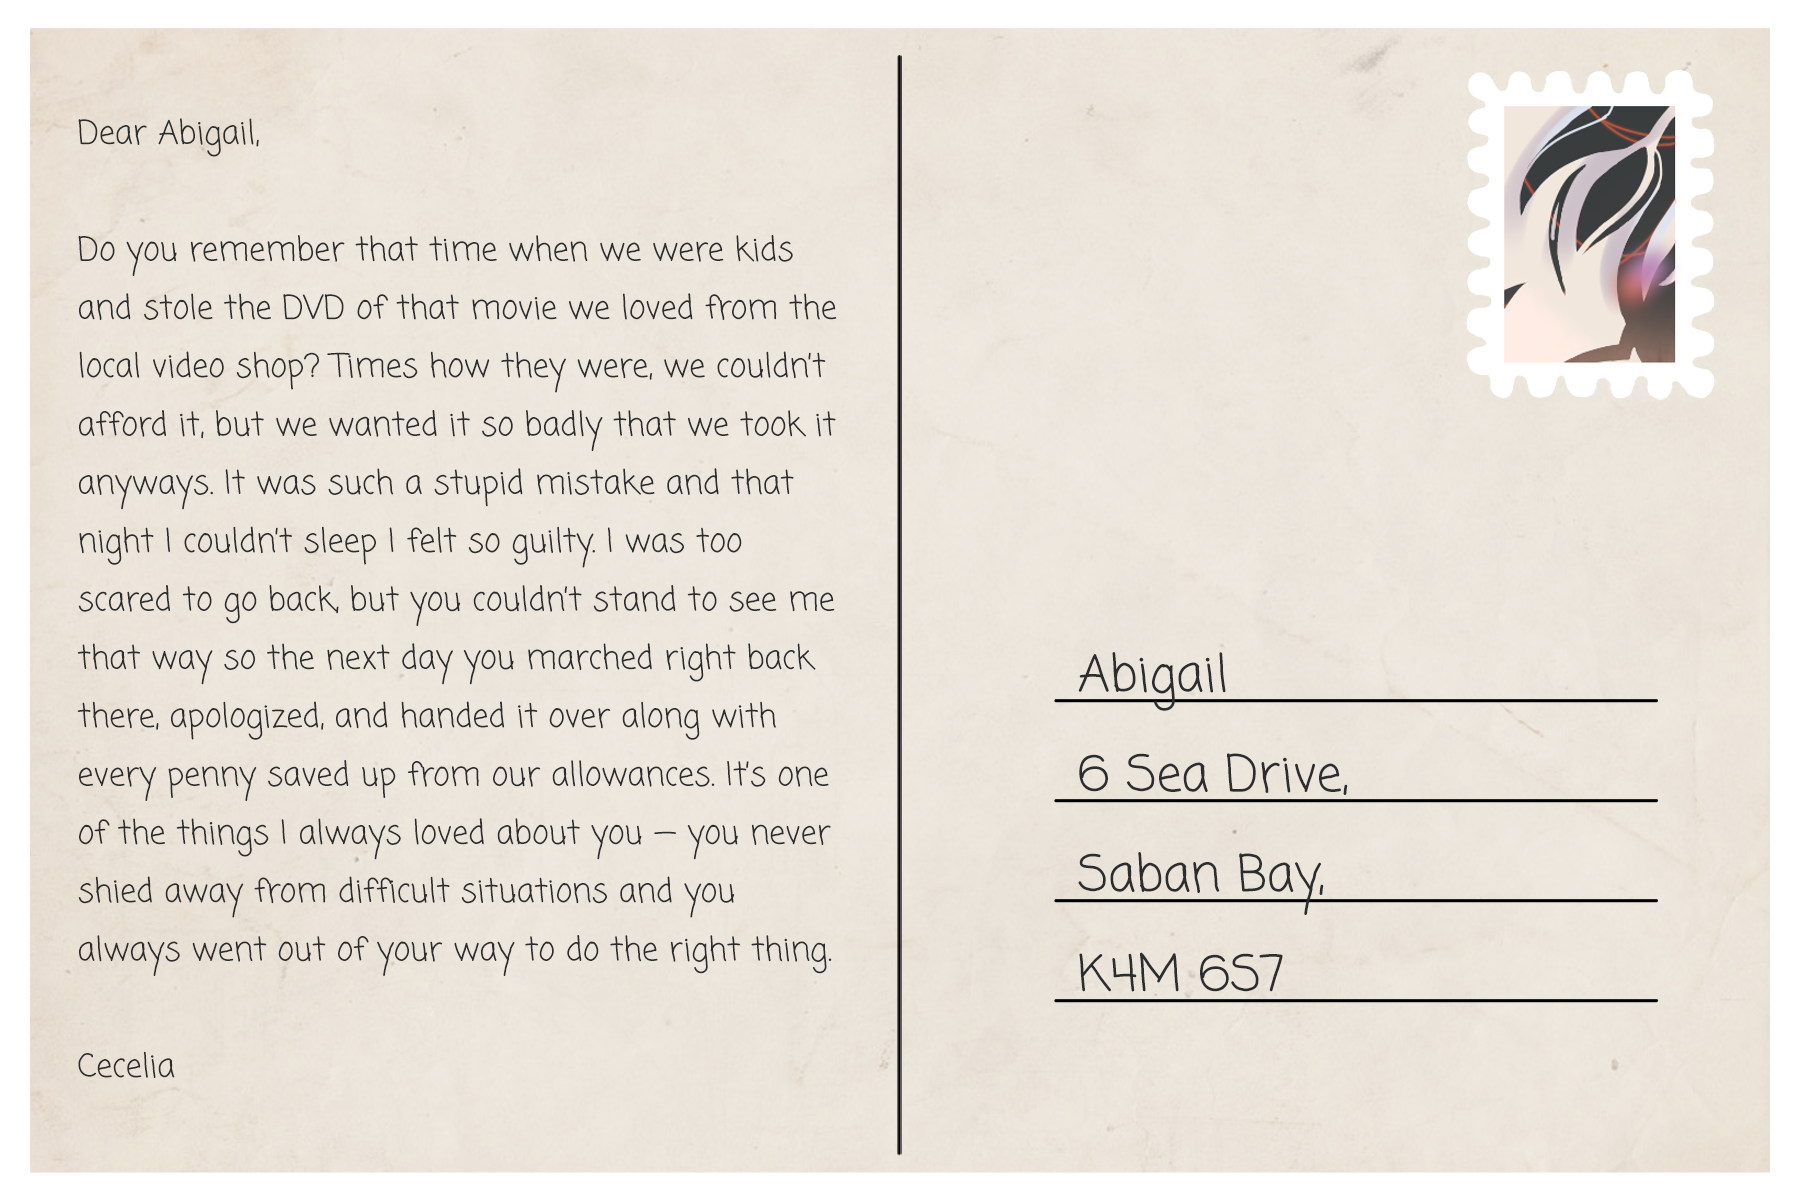 Dear Abigail,
Do you remember that time when we were kids
and stole the DVD of that movie we loved from the
local video shop? Times how they were, we couldn't
afford it, but we wanted it so badly that we took it
anyways. It was such a stupid mistake and that
night I couldn't sleep I felt so guilty. I was too
scared to go back, but you couldn't stand to see me
that way so the next day you marched right back
there, apologized, and handed it over along with
every penny saved up from our allowances. It's one
of the things I always loved about you – you never
shied away from difficult situations and you
always went out of your way to do the right thing.
Cecelia
Abigail
6 Sea Drive,
Saban Bay,
K4M 6S7